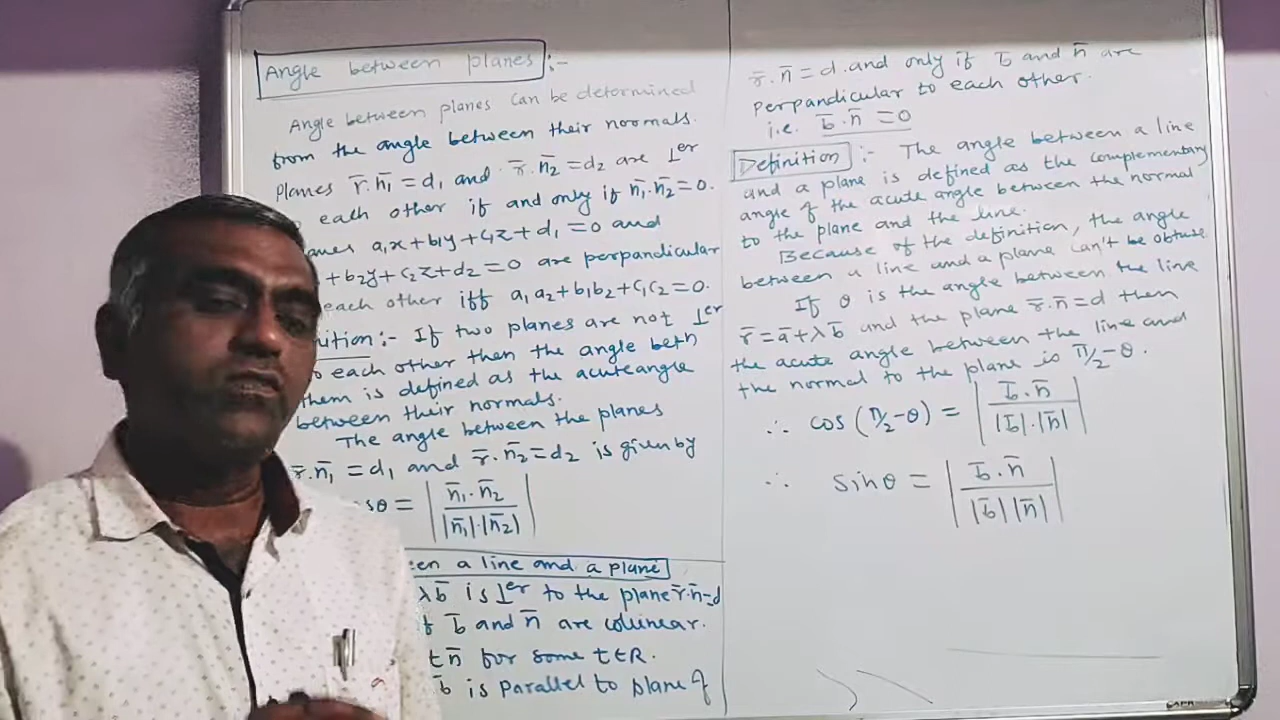 Angle between planes :-
Angle between planes can be determined
from the angle between their noormals.
Planes r̄.n̄₁ = d₁ and r̄.n̄₂ = d₂ are ⊥er
each other if and only if n̄₁.n̄₂ = 0.
a₁x + b₁y + c₁z + d₁ = 0 and
+ b₂y + c₂z + d₂ = 0 are perpandicular
each other iff a₁a₂ + b₁b₂ + c₁c₂ = 0.
:- If two planes are not ⊥er
each other then the angle beth
them is defined as the acute angle
between their normals.
The angle between the planes
r̄.n̄₁ = d₁ and r̄.n̄₂ = d₂ is given by
sθ = | n̄₁.n̄₂ / |n̄₁|.|n̄₂| |
en a line and a plane
λb̄ is ⊥er to the plane r̄.n̄=d
b̄ and n̄ are collinear.
tn̄ for some t∈R.
b̄ is parallel to plane of
r̄.n̄ = d .and only if b̄ and n̄ are
perpandicular to each other.
i.e. b̄.n̄ = 0
Definition :- The angle between a line
and a plane is defined as the complementary
angle of the acute angle between the normal
to the plane and the line.
Because of the definition, the angle
between a line and a plane can't be obtuse
If θ is the angle between the line
r̄ = ā + λb̄ and the plane r̄.n̄ = d then
the acute angle between the line and
the normal to the plane is π/2 - θ.
∴ cos (π/2 - θ) = | b̄.n̄ / |b̄|.|n̄| |
∴ sinθ = | b̄.n̄ / |b̄| |n̄| |